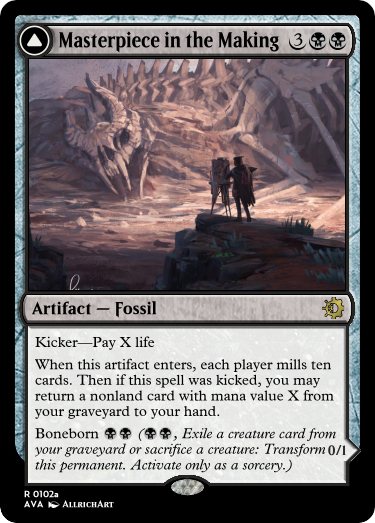 Masterpiece in the Making 3
Artifact — Fossil
Kicker—Pay X life
When this artifact enters, each player mills ten
cards. Then if this spell was kicked, you may
return a nonland card with mana value X from
your graveyard to your hand.
Boneborn (, Exile a creature card from
your graveyard or sacrifice a creature: Transform
this permanent. Activate only as a sorcery.)
0/1
R 0102a
AVA AllrichArt